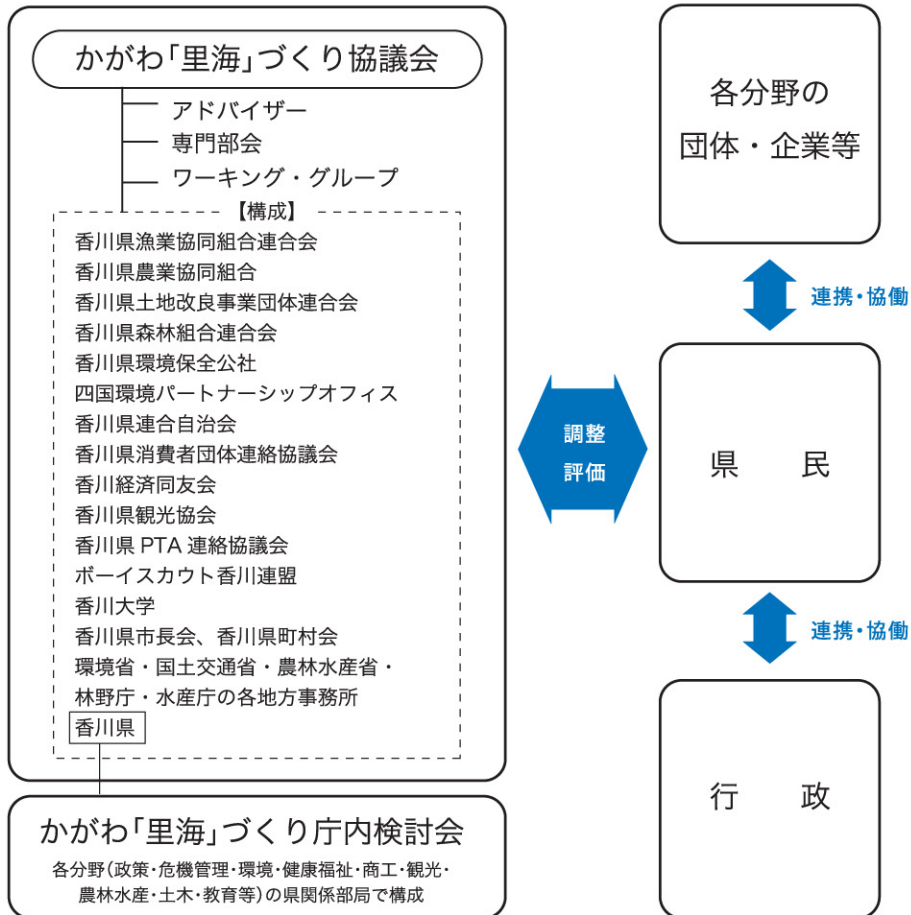 かがわ「里海」づくり協議会
アドバイザー
専門部会
ワーキング・グループ
【構成】
香川県漁業協同組合連合会
香川県農業協同組合
香川県土地改良事業団体連合会
香川県森林組合連合会
香川県環境保全公社
四国環境パートナーシップオフィス
香川県連合自治会
香川県消費者団体連絡協議会
香川経済同友会
香川県観光協会
香川県 PTA 連絡協議会
ボーイスカウト香川連盟
香川大学
香川県市長会、香川県町村会
環境省・国土交通省・農林水産省・
林野庁・水産庁の各地方事務所
香川県
かがわ「里海」づくり庁内検討会
各分野(政策・危機管理・環境・健康福祉・商工・観光・
農林水産・土木・教育等)の県関係部局で構成
調整
評価
各分野の
団体・企業等
連携・協働
県　民
連携・協働
行　政